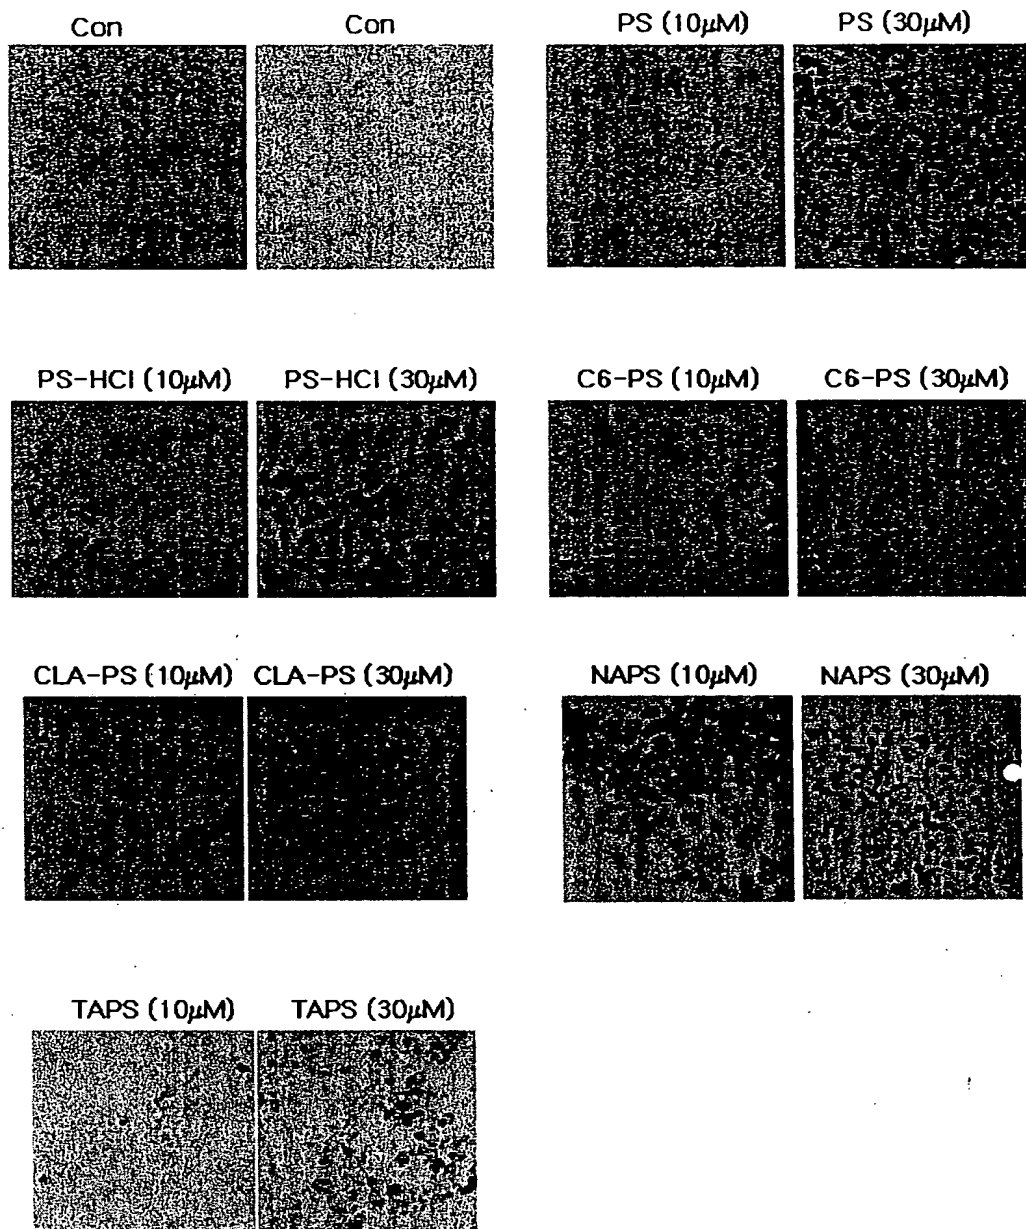 Con Con PS (10μM) PS (30μM)
PS-HCl (10μM) PS-HCl (30μM) C6-PS (10μM) C6-PS (30μM)
CLA-PS (10μM) CLA-PS (30μM) NAPS (10μM) NAPS (30μM)
TAPS (10μM) TAPS (30μM)